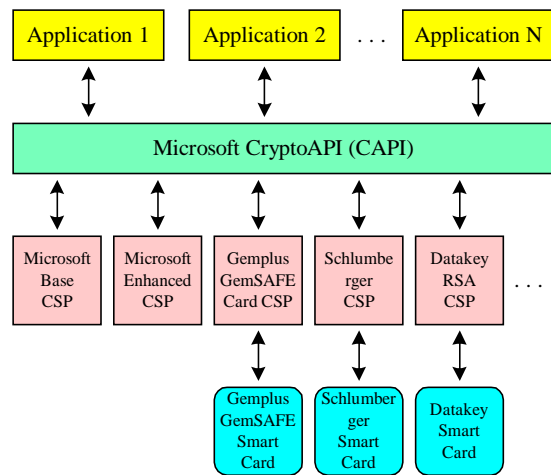 Application 1
Application 2
. . .
Application N
Microsoft CryptoAPI (CAPI)
Microsoft
Base
CSP
Microsoft
Enhanced
CSP
Gemplus
GemSAFE
Card CSP
Schlumbe
rger
CSP
Datakey
RSA
CSP
. . .
Gemplus
GemSAFE
Smart
Card
Schlumber
ger
Smart
Card
Datakey
Smart
Card